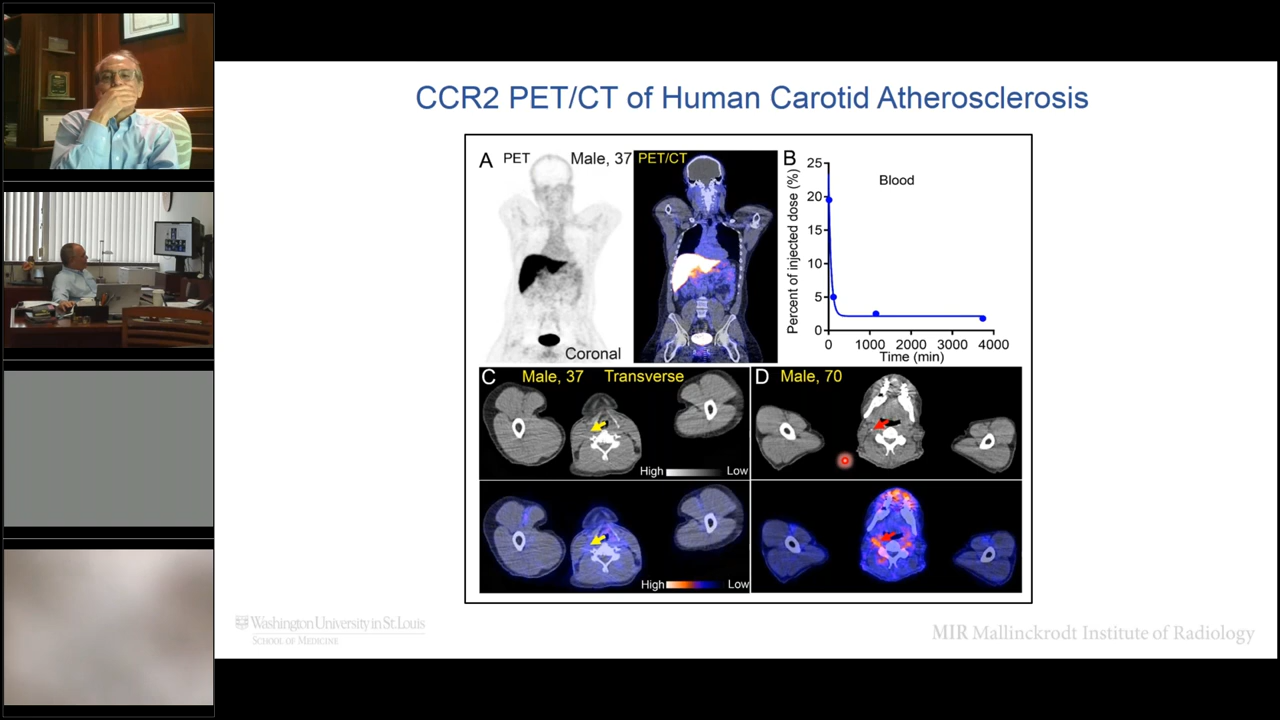 CCR2 PET/CT of Human Carotid Atherosclerosis
A PET Male, 37 PET/CT
Coronal
B
25
20
15
10
5
0
Percent of injected dose (%)
Blood
0 1000 2000 3000 4000
Time (min)
C Male, 37 Transverse
High Low
High Low
D Male, 70
Washington University in St. Louis
SCHOOL OF MEDICINE
MIR Mallinckrodt Institute of Radiology